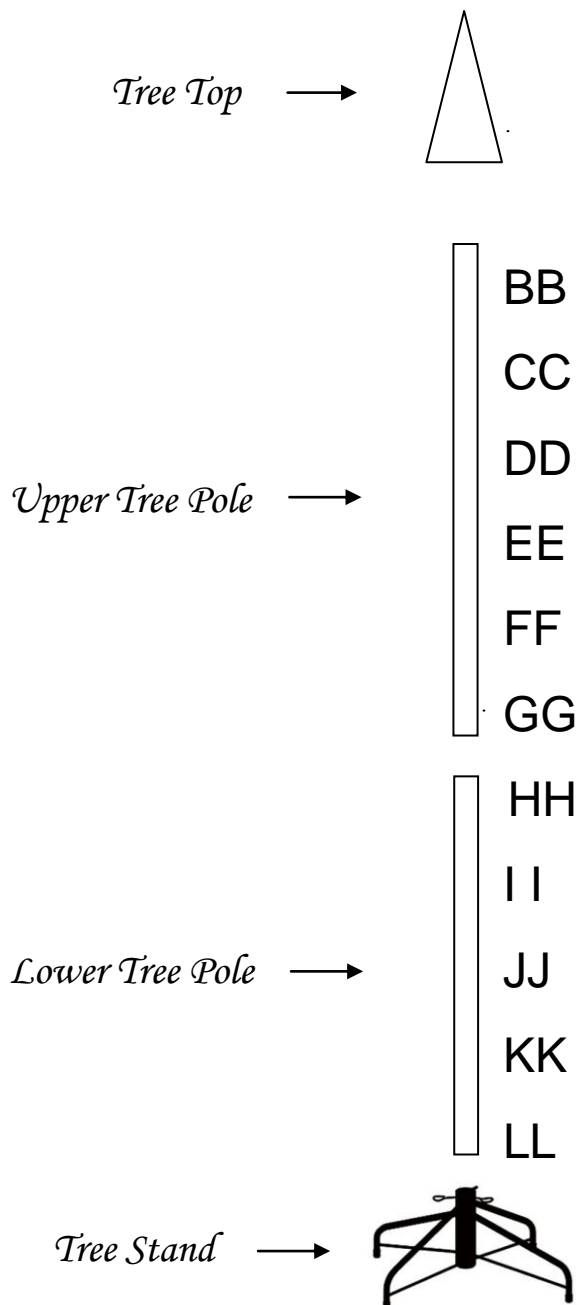 Tree Top
BB
CC
DD
Upper Tree Pole
EE
FF
GG
HH
I I
Lower Tree Pole
JJ
KK
LL
Tree Stand